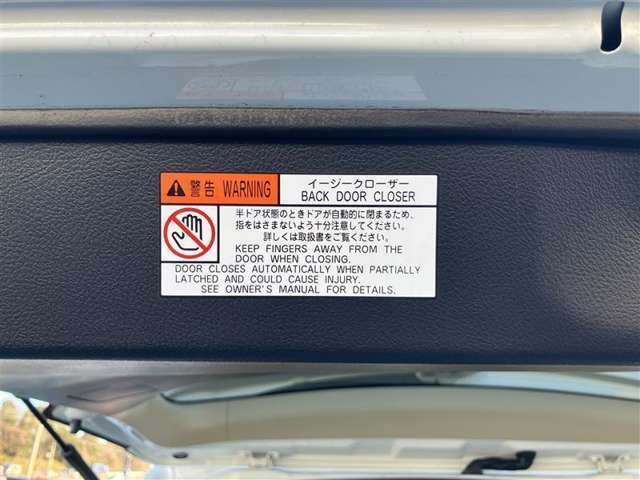 警告 WARNING
イージークローザー
BACK DOOR CLOSER
半ドア状態のときドアが自動的に閉まるため、
指をはさまないよう十分注意してください。
詳しくは取扱書をご覧ください。
KEEP FINGERS AWAY FROM THE
DOOR WHEN CLOSING.
DOOR CLOSES AUTOMATICALLY WHEN PARTIALLY
LATCHED AND COULD CAUSE INJURY.
SEE OWNER'S MANUAL FOR DETAILS.